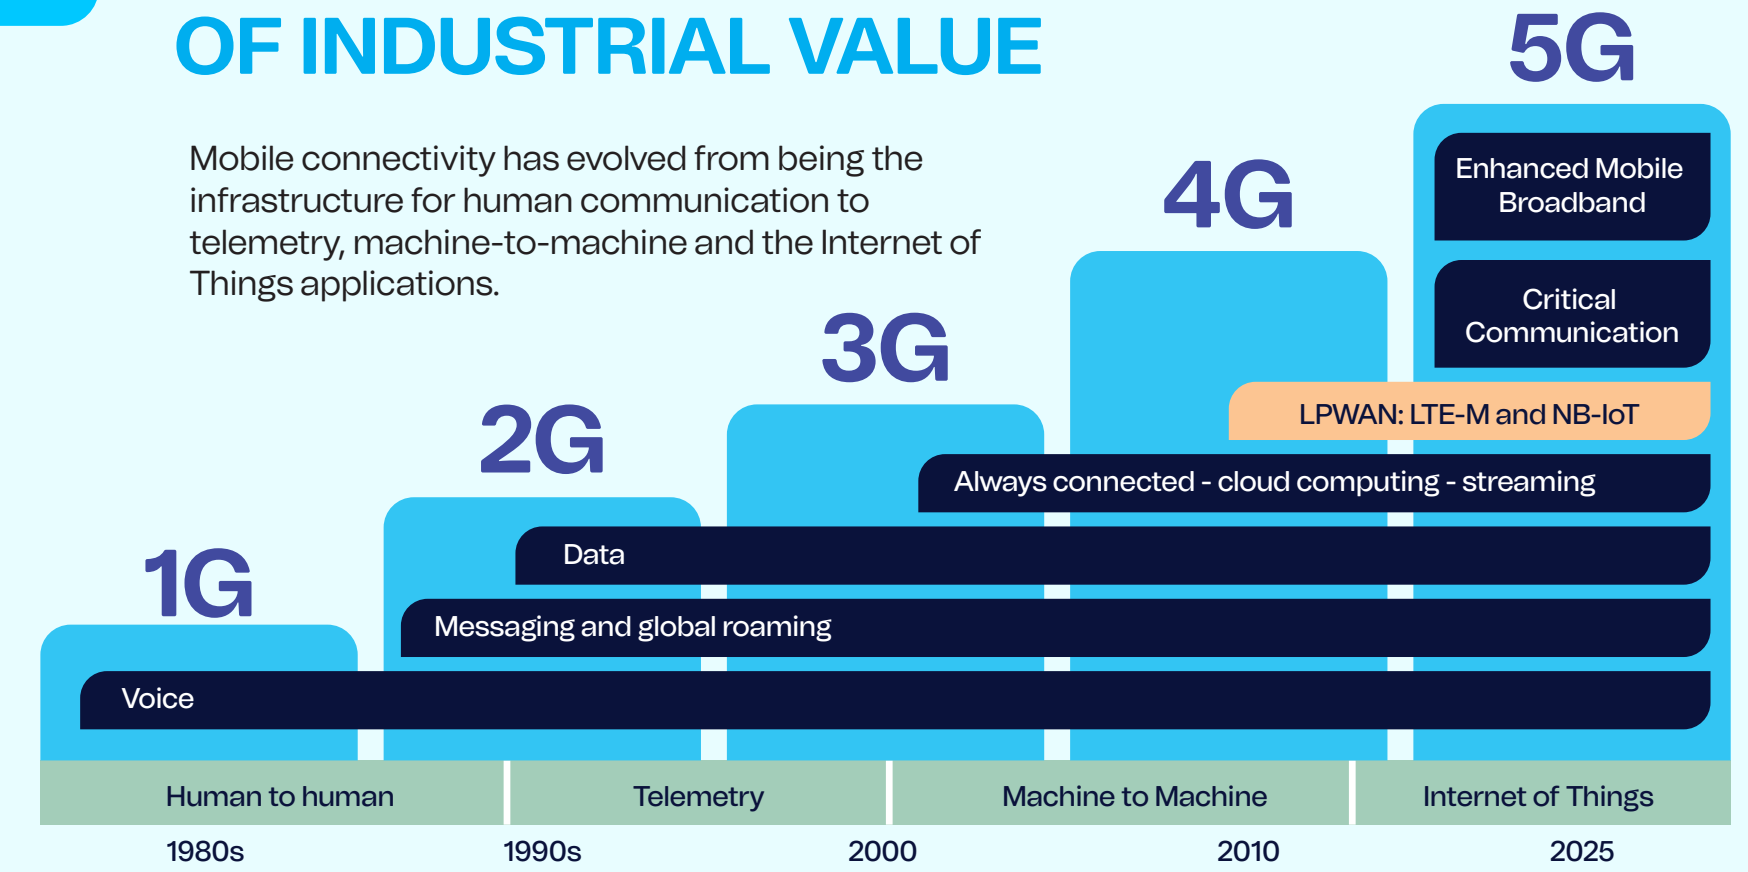 OF INDUSTRIAL VALUE
Mobile connectivity has evolved from being the
infrastructure for human communication to
telemetry, machine-to-machine and the Internet of
Things applications.
1G
2G
3G
4G
5G
Enhanced Mobile
Broadband
Critical
Communication
LPWAN: LTE-M and NB-IoT
Always connected - cloud computing - streaming
Data
Messaging and global roaming
Voice
Human to human
Telemetry
Machine to Machine
Internet of Things
1980s
1990s
2000
2010
2025